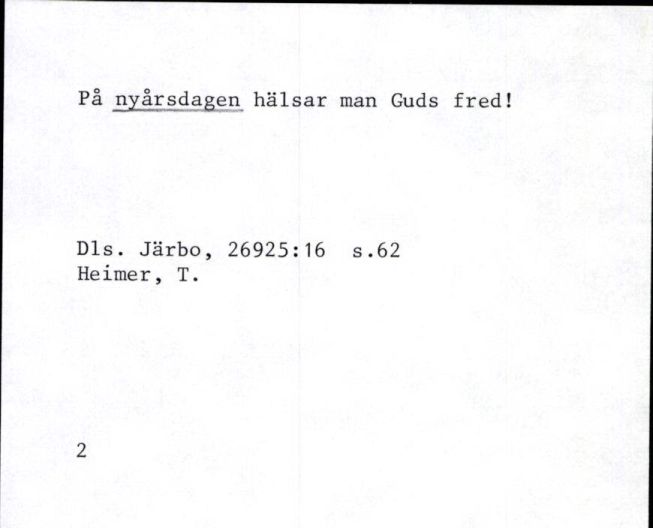 På nyårsdagen hälsar man Guds fred!
Dls. Järbo, 26925:16 s.62
Heimer, T.
2